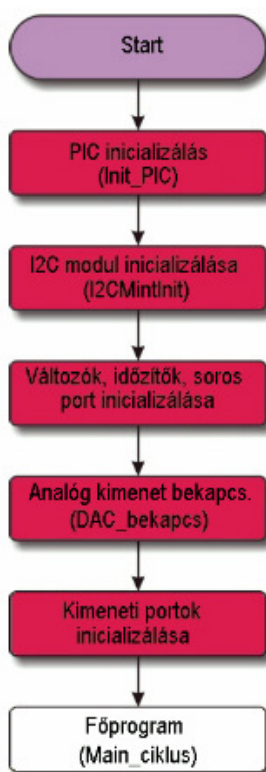 Start
PIC inicializálás
(Init_PIC)
I2C modul inicializálása
(I2CMintInit)
Változók, időzítők, soros
port inicializálása
Analóg kimenet bekapcs.
(DAC_bekapcs)
Kimeneti portok
inicializálása
Főprogram
(Main_ciklus)